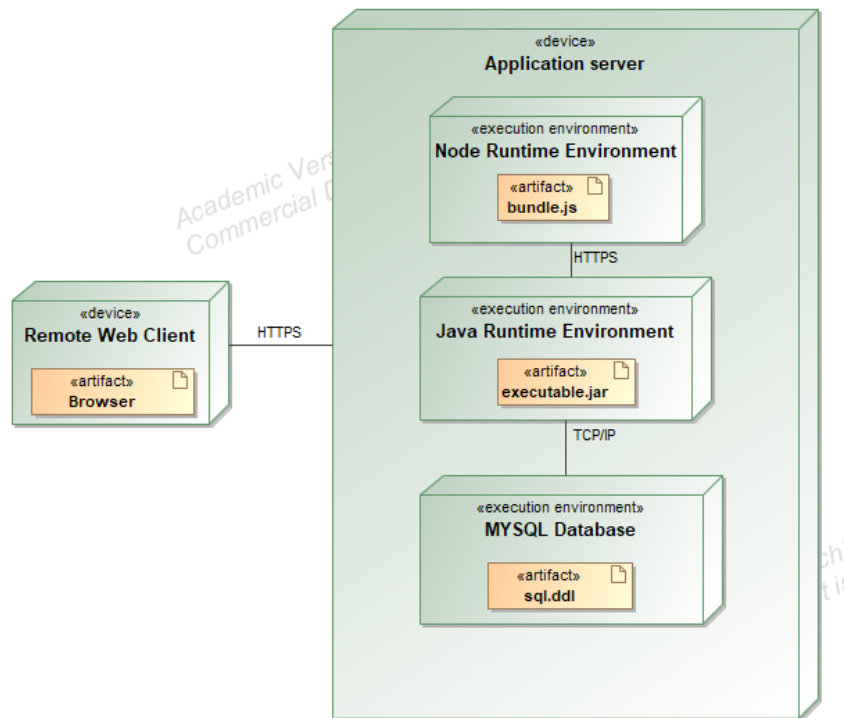 «device»
Application server
«execution environment»
Node Runtime Environment
«artifact»
bundle.js
HTTPS
«execution environment»
Java Runtime Environment
«artifact»
executable.jar
TCP/IP
«execution environment»
MYSQL Database
«artifact»
sql.ddl
«device»
Remote Web Client
«artifact»
Browser
HTTPS
Academic
Commercial